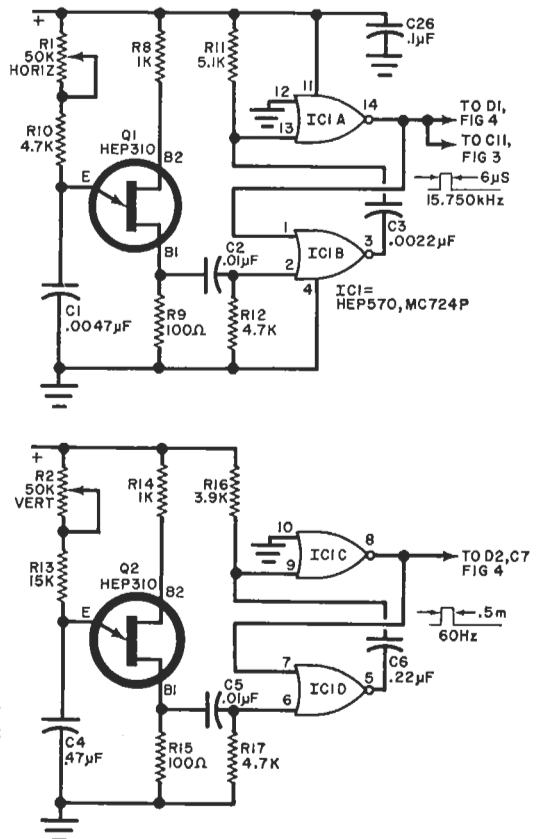 +
R1
50K
HORIZ
R8
1K
R11
5.1K
C26
.1µF
12
11
14
IC1A
13
TO D1,
FIG 4
TO C11,
FIG 3
R10
4.7K
Q1
HEP310
E
B2
B1
6µS
15.750kHz
1
IC1B
3
C3
.0022µF
2
4
C2
.01µF
IC1=
HEP570, MC724P
C1
.0047µF
R9
100Ω
R12
4.7K
+
R2
50K
VERT
R14
1K
R16
3.9K
10
8
IC1C
9
TO D2,C7
FIG 4
R13
15K
Q2
HEP310
E
B2
B1
.5m
60Hz
7
IC1D
5
C6
.22µF
6
C5
.01µF
C4
.47µF
R15
100Ω
R17
4.7K